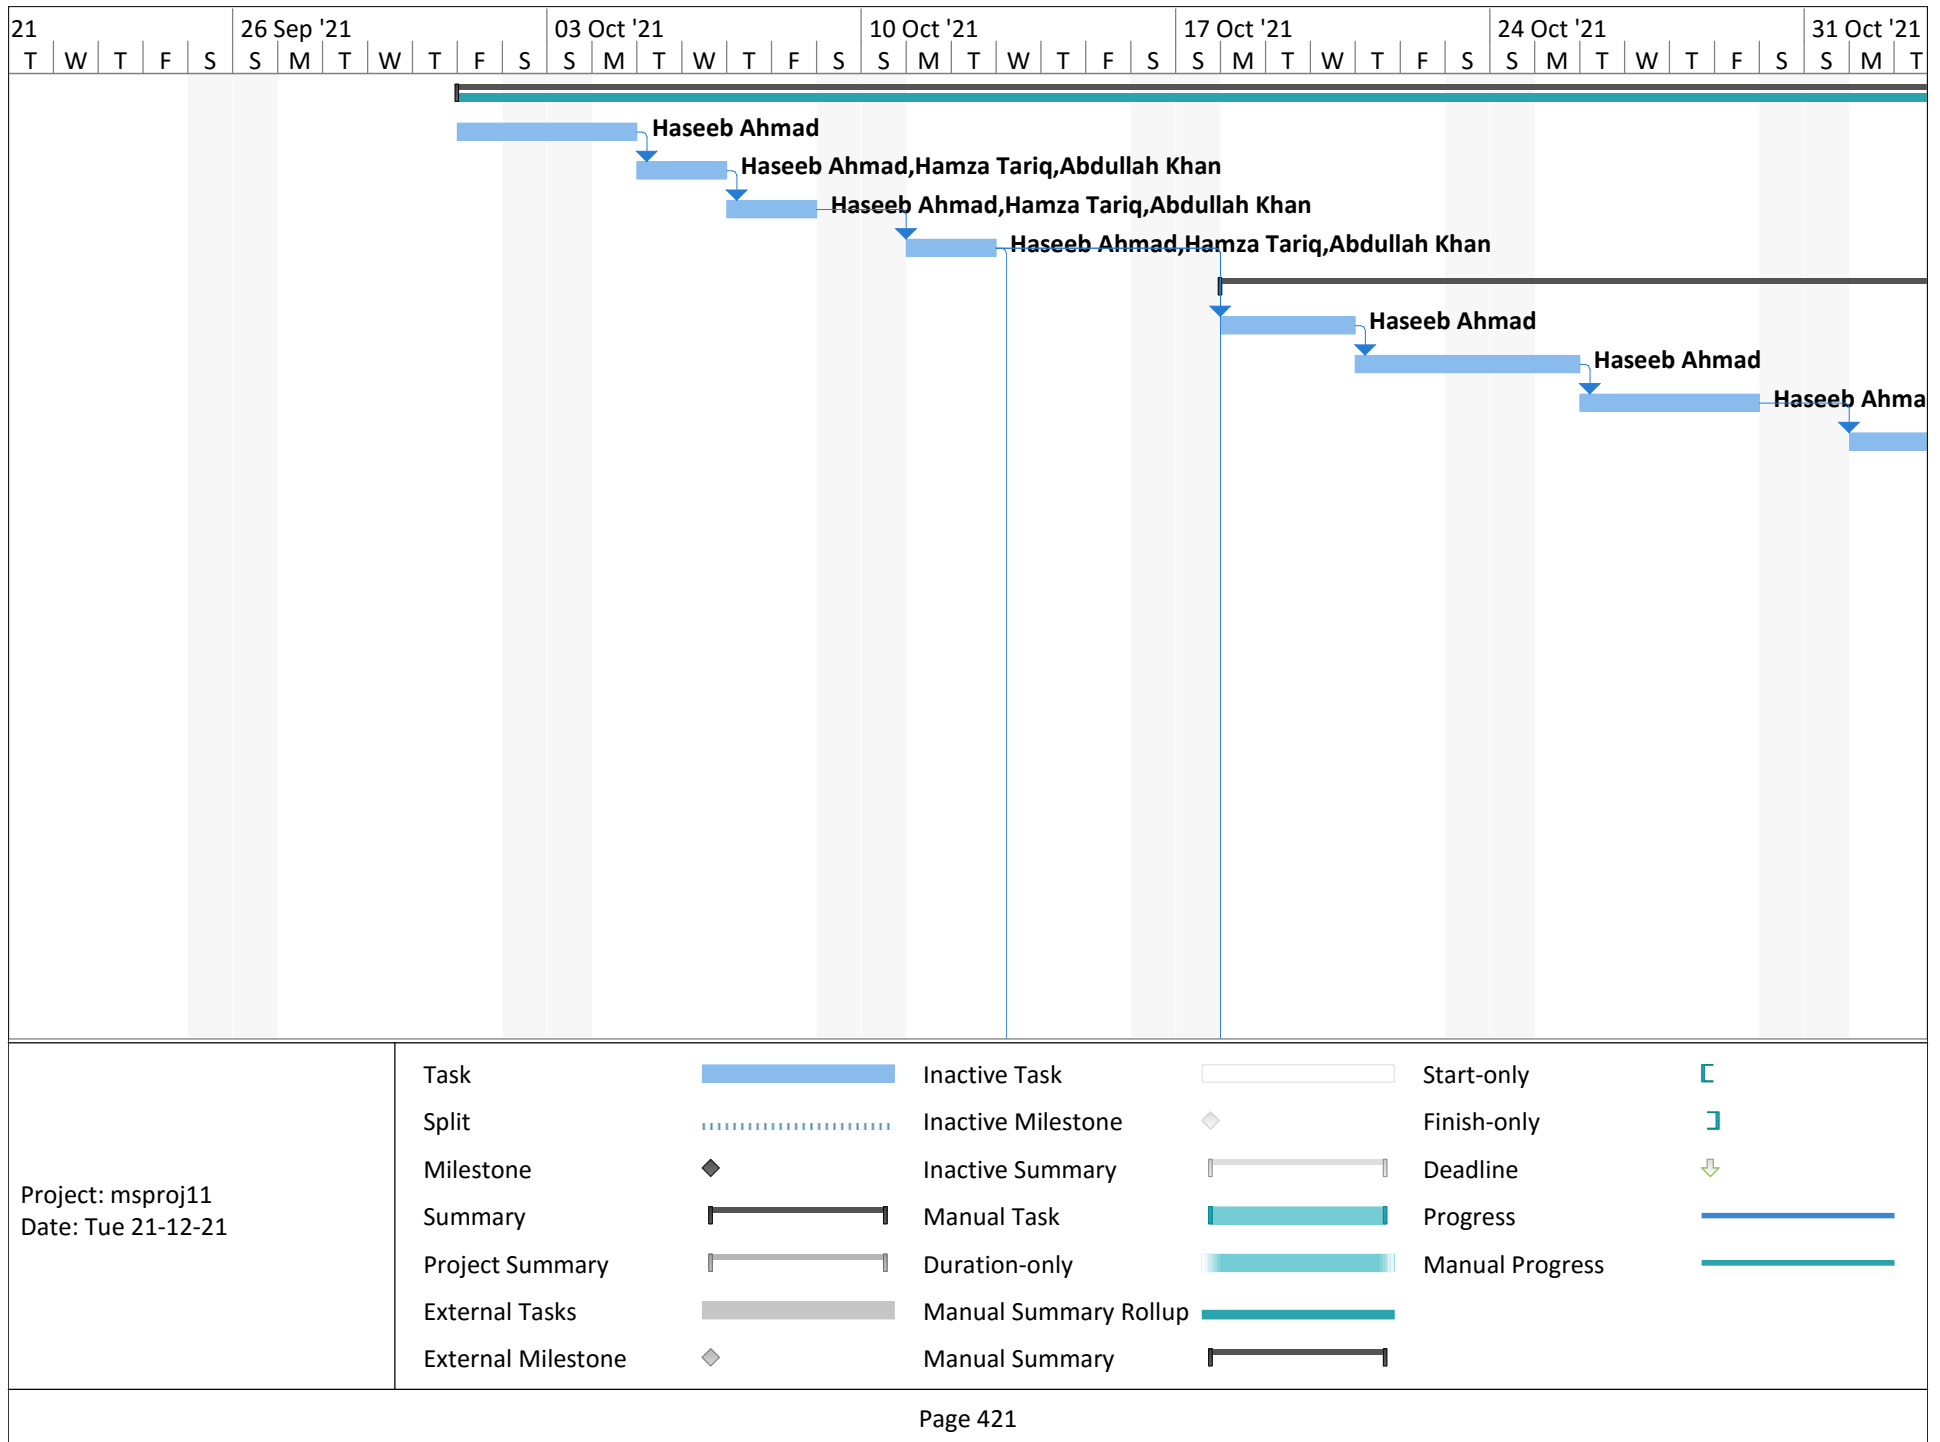 21 26 Sep '21 03 Oct '21 10 Oct '21 17 Oct '21 24 Oct '21 31 Oct '21
T W T F S S M T W T F S S M T W T F S S M T W T F S S M T W T F S S M T W T F S S M T
Haseeb Ahmad
Haseeb Ahmad,Hamza Tariq,Abdullah Khan
Haseeb Ahmad,Hamza Tariq,Abdullah Khan
Haseeb Ahmad,Hamza Tariq,Abdullah Khan
Haseeb Ahmad
Haseeb Ahmad
Haseeb Ahma
Project: msproj11
Date: Tue 21-12-21
Task
Split
Milestone
Summary
Project Summary
External Tasks
External Milestone
Inactive Task
Inactive Milestone
Inactive Summary
Manual Task
Duration-only
Manual Summary Rollup
Manual Summary
Start-only
Finish-only
Deadline
Progress
Manual Progress
Page 421